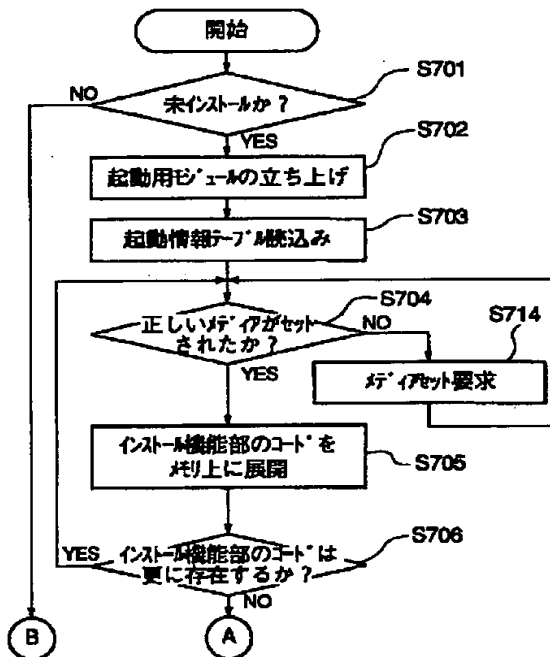 開始
S701
NO
未インストールか?
YES
S702
起動用モジュールの立ち上げ
S703
起動情報テーブル読込み
S704
正しいメディアがセット
されたか?
NO
S714
YES
メディアセット要求
インストール機能部のコードを
メモリ上に展開
S705
S706
YES
インストール機能部のコードは
更に存在するか?
NO
B
A